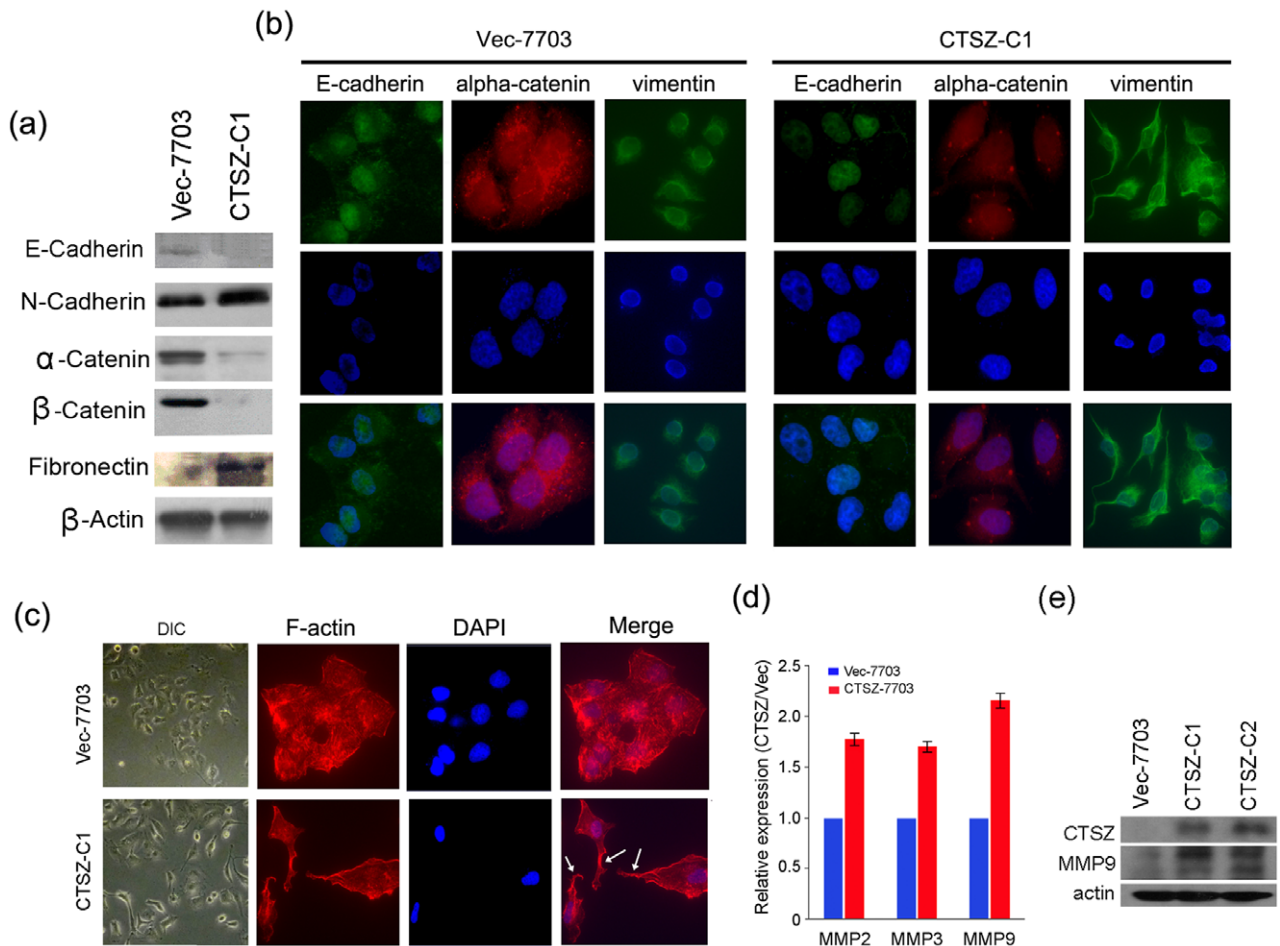 (a)
Vec-7703
CTSZ-C1
E-Cadherin
N-Cadherin
α-Catenin
β-Catenin
Fibronectin
β-Actin
(b)
Vec-7703
CTSZ-C1
E-cadherin
alpha-catenin
vimentin
E-cadherin
alpha-catenin
vimentin
(c)
DIC
F-actin
DAPI
Merge
Vec-7703
CTSZ-C1
(d)
Relative expression (CTSZ/Vec)
2.5
2.0
1.5
1.0
0.5
0
Vec-7703
CTSZ-7703
MMP2
MMP3
MMP9
(e)
Vec-7703
CTSZ-C1
CTSZ-C2
CTSZ
MMP9
actin